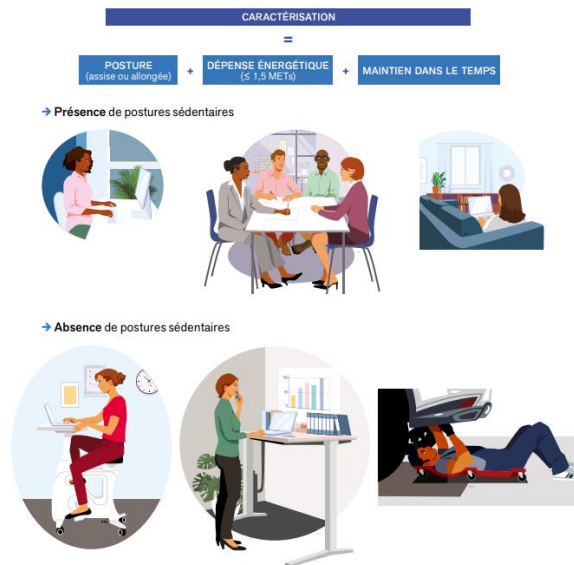 CARACTÉRISATION
=
POSTURE
(assise ou allongée)
+
DÉPENSE ÉNERGÉTIQUE
(≤ 1,5 METs)
+
MAINTIEN DANS LE TEMPS
→ Présence de postures sédentaires
→ Absence de postures sédentaires